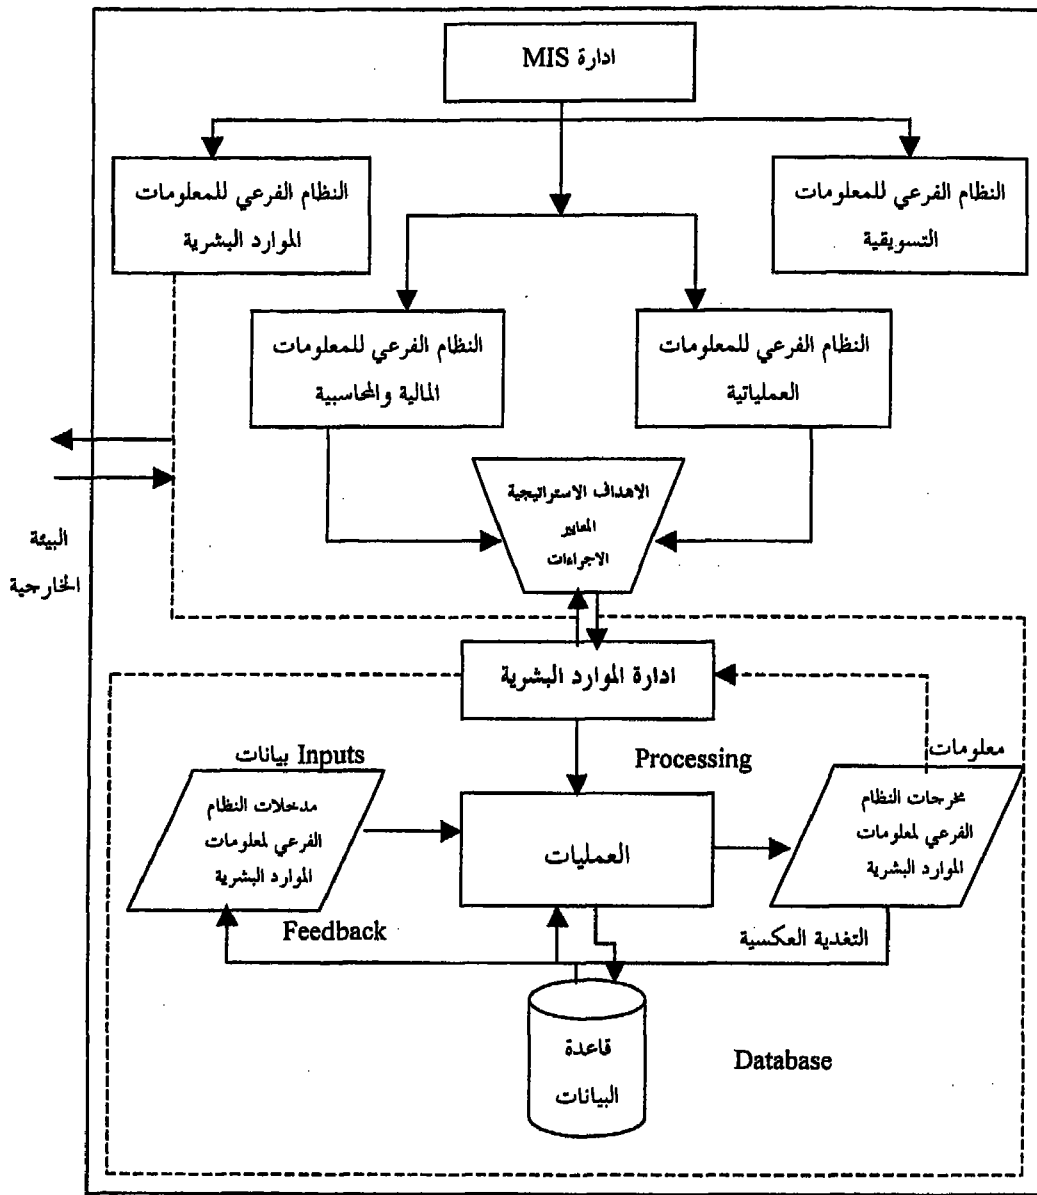 ادارة MIS
النظام الفرعي للمعلومات
الموارد البشرية
النظام الفرعي للمعلومات
التسويقية
النظام الفرعي للمعلومات
المالية والمحاسبية
النظام الفرعي للمعلومات
العملياتية
الاهداف الاستراتيجية
المعايير
الاجراءات
البيئة
الخارجية
ادارة الموارد البشرية
بيانات Inputs
Processing
معلومات
مدخلات النظام
الفرعي لمعلومات
الموارد البشرية
العمليات
مخرجات النظام
الفرعي لمعلومات
الموارد البشرية
Feedback
التغدية العكسية
قاعدة
البيانات
Database